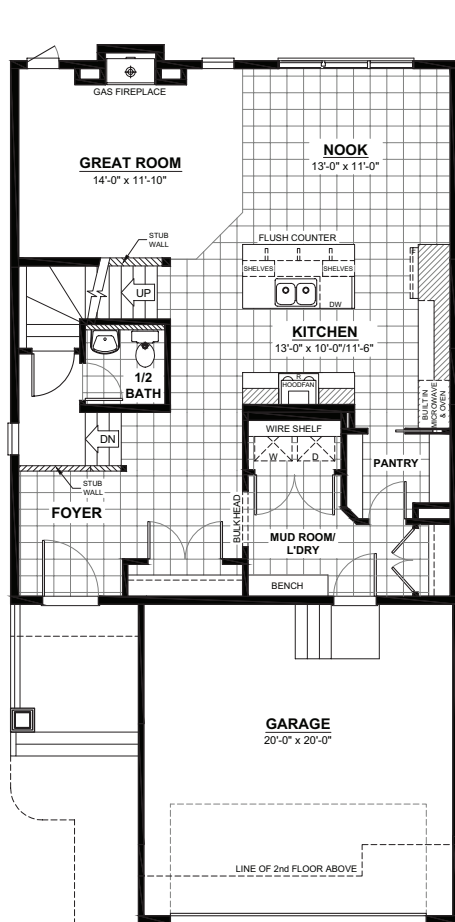 GAS FIREPLACE
GREAT ROOM
14'-0" x 11'-10"
NOOK
13'-0" x 11'-0"
STUB
WALL
FLUSH COUNTER
SHELVES
SHELVES
UP
DW
KITCHEN
13'-0" x 10'-0"/11'-6"
1/2
BATH
R
HOODFAN
BUILT IN
MICROWAVE
& OVEN
WIRE SHELF
DN
W
D
PANTRY
STUB
WALL
FOYER
BULKHEAD
MUD ROOM/
L'DRY
BENCH
GARAGE
20'-0" x 20'-0"
LINE OF 2nd FLOOR ABOVE